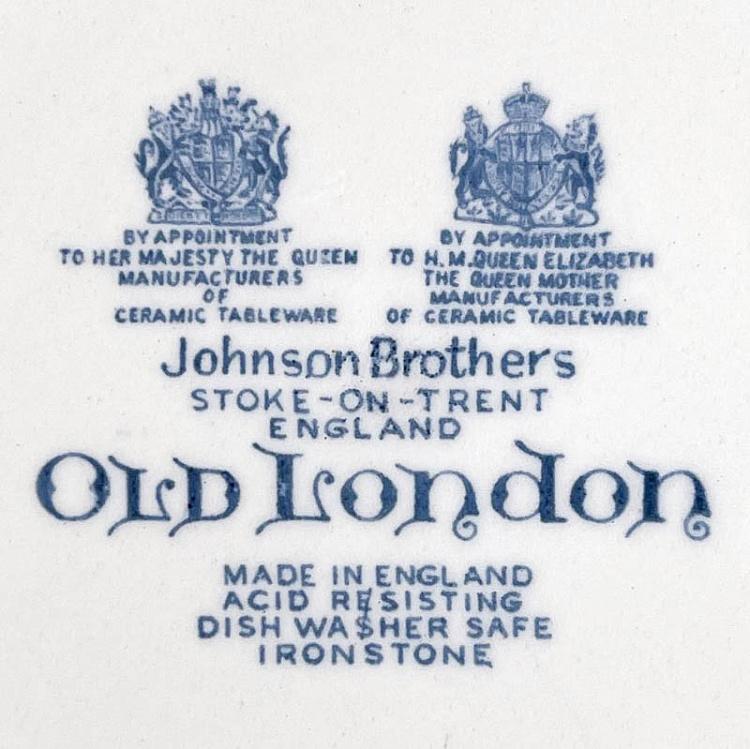 BY APPOINTMENT
TO HER MAJESTY THE QUEEN
MANUFACTURERS
OF
CERAMIC TABLEWARE
BY APPOINTMENT
TO H.M.QUEEN ELIZABETH
THE QUEEN MOTHER
MANUFACTURERS
OF CERAMIC TABLEWARE
Johnson Brothers
STOKE-ON-TRENT
ENGLAND
OLD London
MADE IN ENGLAND
ACID RESISTING
DISH WASHER SAFE
IRONSTONE